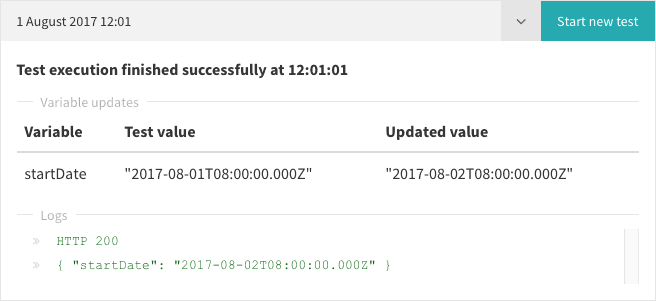 1 August 2017 12:01
Start new test
Test execution finished successfully at 12:01:01
Variable updates
Variable Test value Updated value
startDate "2017-08-01T08:00:00.000Z" "2017-08-02T08:00:00.000Z"
Logs
» HTTP 200
» { "startDate": "2017-08-02T08:00:00.000Z" }